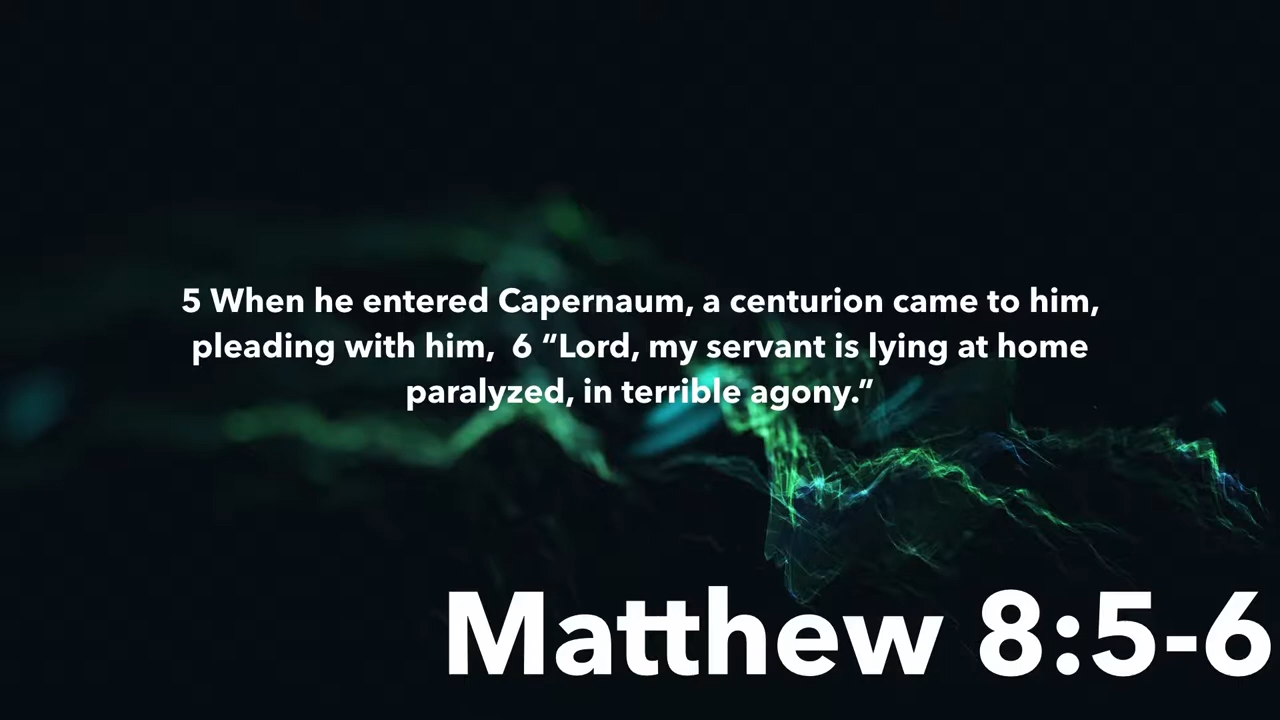 5 When he entered Capernaum, a centurion came to him,
pleading with him,  6 “Lord, my servant is lying at home
paralyzed, in terrible agony.”
Matthew 8:5-6